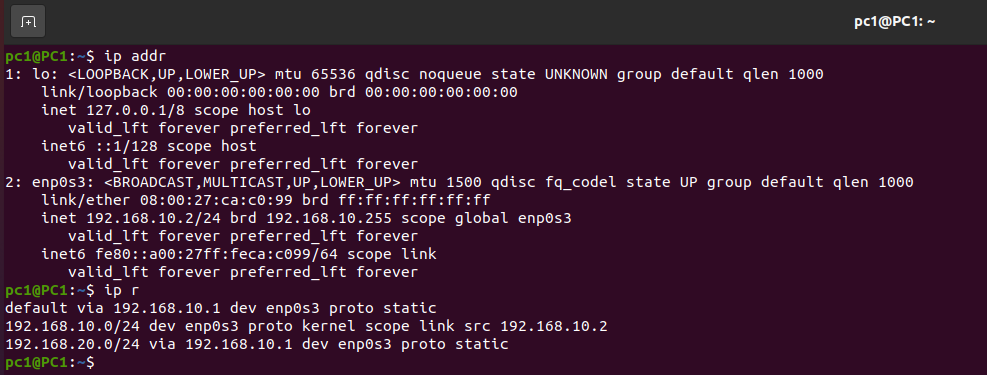 pc1@PC1: ~
pc1@PC1:~$ ip addr
1: lo: <LOOPBACK,UP,LOWER_UP> mtu 65536 qdisc noqueue state UNKNOWN group default qlen 1000
    link/loopback 00:00:00:00:00:00 brd 00:00:00:00:00:00
    inet 127.0.0.1/8 scope host lo
       valid_lft forever preferred_lft forever
    inet6 ::1/128 scope host
       valid_lft forever preferred_lft forever
2: enp0s3: <BROADCAST,MULTICAST,UP,LOWER_UP> mtu 1500 qdisc fq_codel state UP group default qlen 1000
    link/ether 08:00:27:ca:c0:99 brd ff:ff:ff:ff:ff:ff
    inet 192.168.10.2/24 brd 192.168.10.255 scope global enp0s3
       valid_lft forever preferred_lft forever
    inet6 fe80::a00:27ff:feca:c099/64 scope link
       valid_lft forever preferred_lft forever
pc1@PC1:~$ ip r
default via 192.168.10.1 dev enp0s3 proto static
192.168.10.0/24 dev enp0s3 proto kernel scope link src 192.168.10.2
192.168.20.0/24 via 192.168.10.1 dev enp0s3 proto static
pc1@PC1:~$